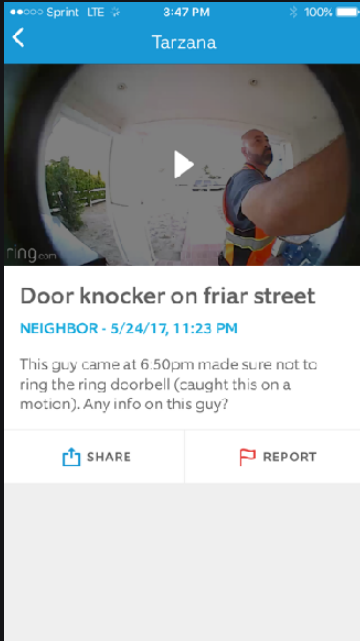 Sprint LTE 3:47 PM 100%
Tarzana
ring.com
Door knocker on friar street
NEIGHBOR - 5/24/17, 11:23 PM
This guy came at 6.50pm made sure not to
ring the ring doorbell (caught this on a
motion). Any info on this guy?
SHARE REPORT